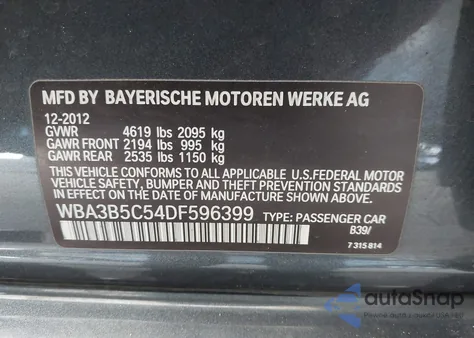 MFD BY BAYERISCHE MOTOREN WERKE AG
12-2012
GVWR 4619 lbs 2095 kg
GAWR FRONT 2194 lbs 995 kg
GAWR REAR 2535 lbs 1150 kg
THIS VEHICLE CONFORMS TO ALL APPLICABLE U.S.FEDERAL MOTOR
VEHICLE SAFETY, BUMPER, AND THEFT PREVENTION STANDARDS
IN EFFECT ON THE DATE OF MANUFACTURE SHOWN ABOVE.
WBA3B5C54DF596399 TYPE: PASSENGER CAR
B39/
7 315 814
autoSnap